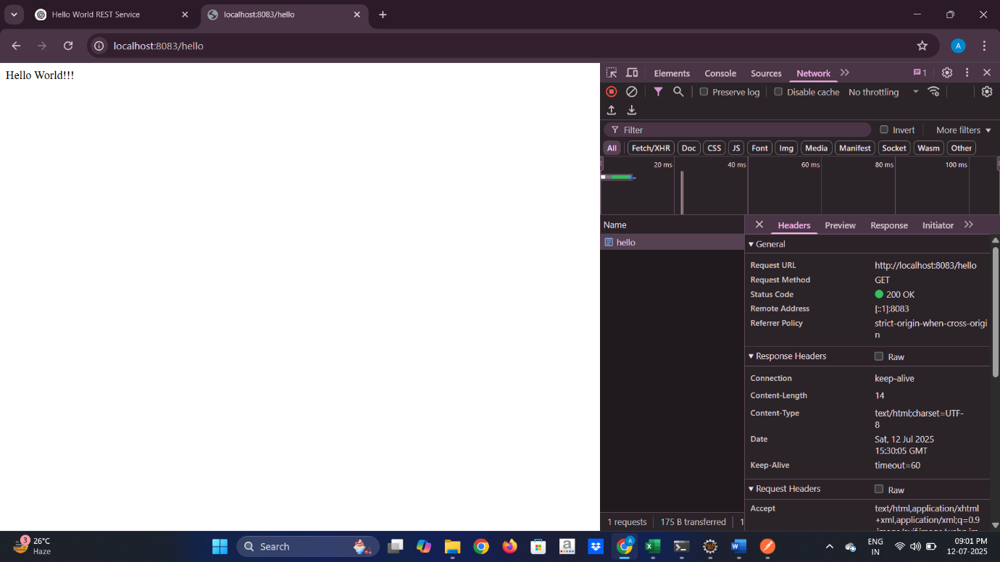 Hello World REST Service
localhost:8083/hello
localhost:8083/hello
A
Hello World!!!
Elements Console Sources Network 1
Preserve log Disable cache No throttling
Filter Invert More filters
All Fetch/XHR Doc CSS JS Font Img Media Manifest Socket Wasm Other
20 ms 40 ms 60 ms 80 ms 100 ms
Name
hello
Headers Preview Response Initiator
General
Request URL http://localhost:8083/hello
Request Method GET
Status Code 200 OK
Remote Address [::1]:8083
Referrer Policy strict-origin-when-cross-origi
n
Response Headers Raw
Connection keep-alive
Content-Length 14
Content-Type text/html;charset=UTF-
8
Date Sat, 12 Jul 2025
15:30:05 GMT
Keep-Alive timeout=60
Request Headers Raw
Accept text/html,application/xhtml
+xml,application/xml;q=0.9
1 requests 175 B transferred 1
3 26°C
Haze
Search
A
ENG
IN
09:01 PM
12-07-2025